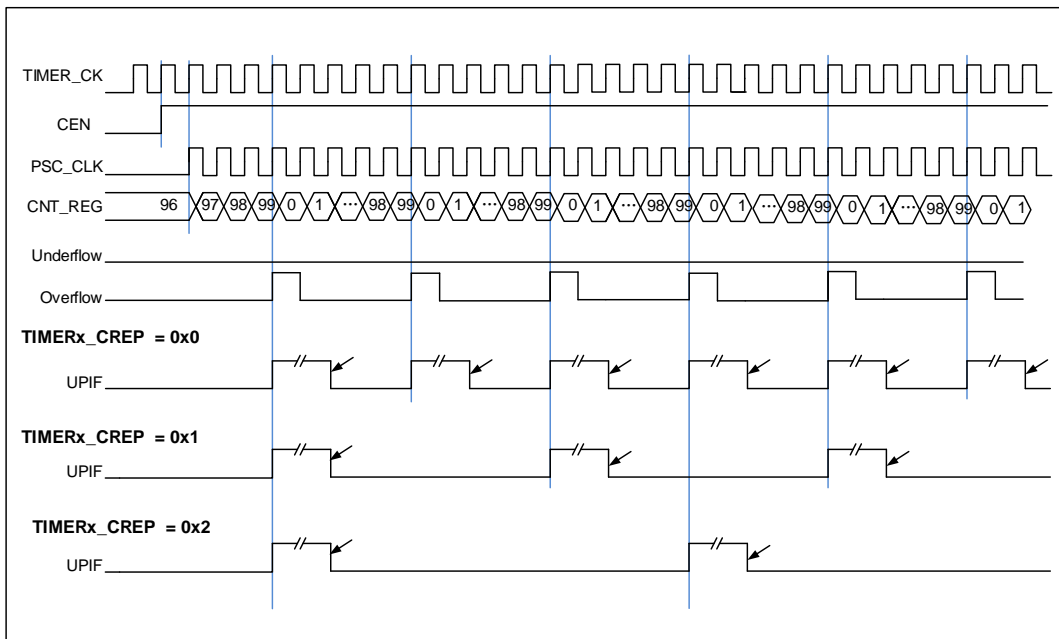 TIMER_CK
CEN
PSC_CLK
CNT_REG 96 97 98 99 0 1 ... 98 99 0 1 ... 98 99 0 1 ... 98 99 0 1 ... 98 99 0 1 ... 98 99 0 1
Underflow
Overflow
TIMERx_CREP = 0x0
UPIF
TIMERx_CREP = 0x1
UPIF
TIMERx_CREP = 0x2
UPIF